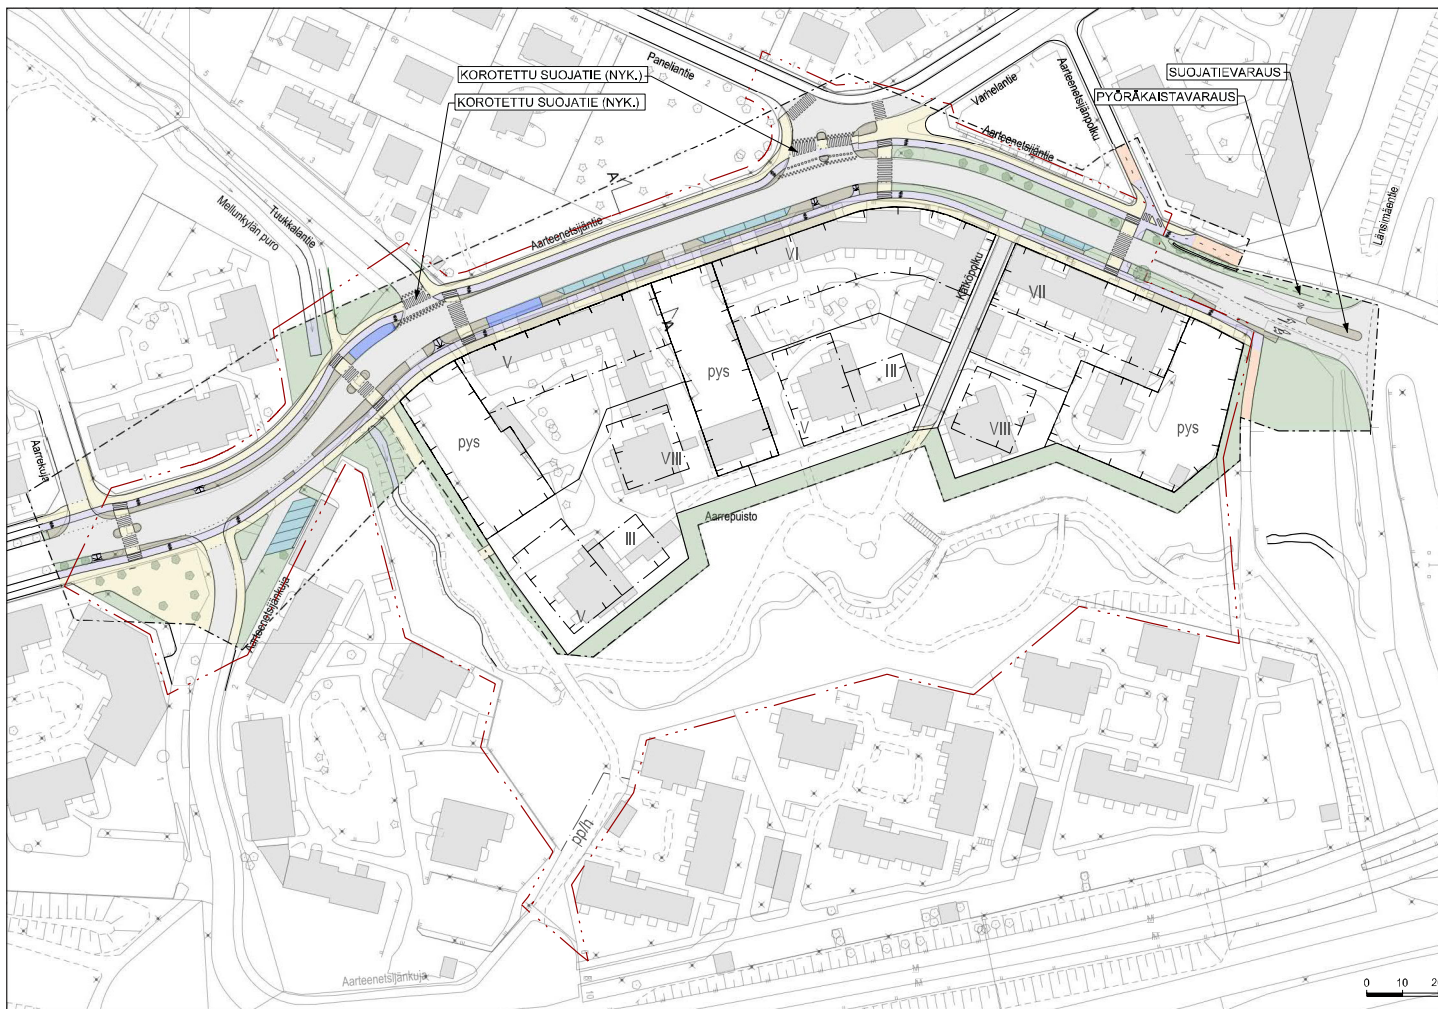 KOROTETTU SUOJATIE (NYK.)
KOROTETTU SUOJATIE (NYK.)
SUOJATIEVARAUS
PYÖRÄKAISTAVARAUS
Paneliantie
Varhelantie
Aarteenetsijänpolku
Aarteenetsijäntie
Länsimäentie
Mellunkylän puro
Tuukkalantie
Aarteenetsijäntie
A
A
VI
VII
Kätköpolku
V
pys
pys
III
V
VIII
V
pys
VIII
III
V
Aarrepuisto
Aarrekuja
Aarteenetsijänkuja
pp/h
Aarteenetsijänkuja
M
M
M
M
0 10